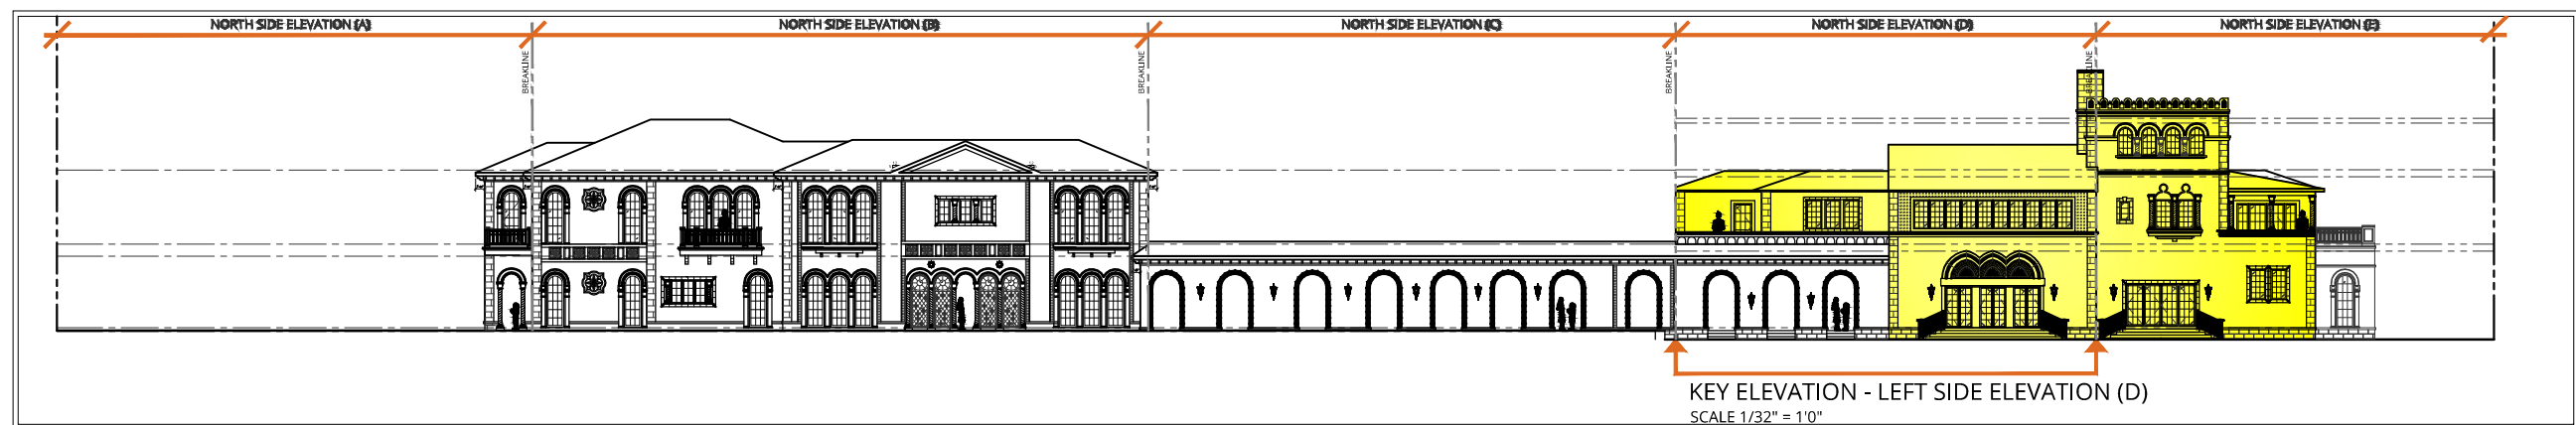 NORTH SIDE ELEVATION (A)
NORTH SIDE ELEVATION (B)
NORTH SIDE ELEVATION (C)
NORTH SIDE ELEVATION (D)
NORTH SIDE ELEVATION (E)
BREAKLINE
BREAKLINE
BREAKLINE
BREAKLINE
KEY ELEVATION - LEFT SIDE ELEVATION (D)
SCALE 1/32" = 1'0"